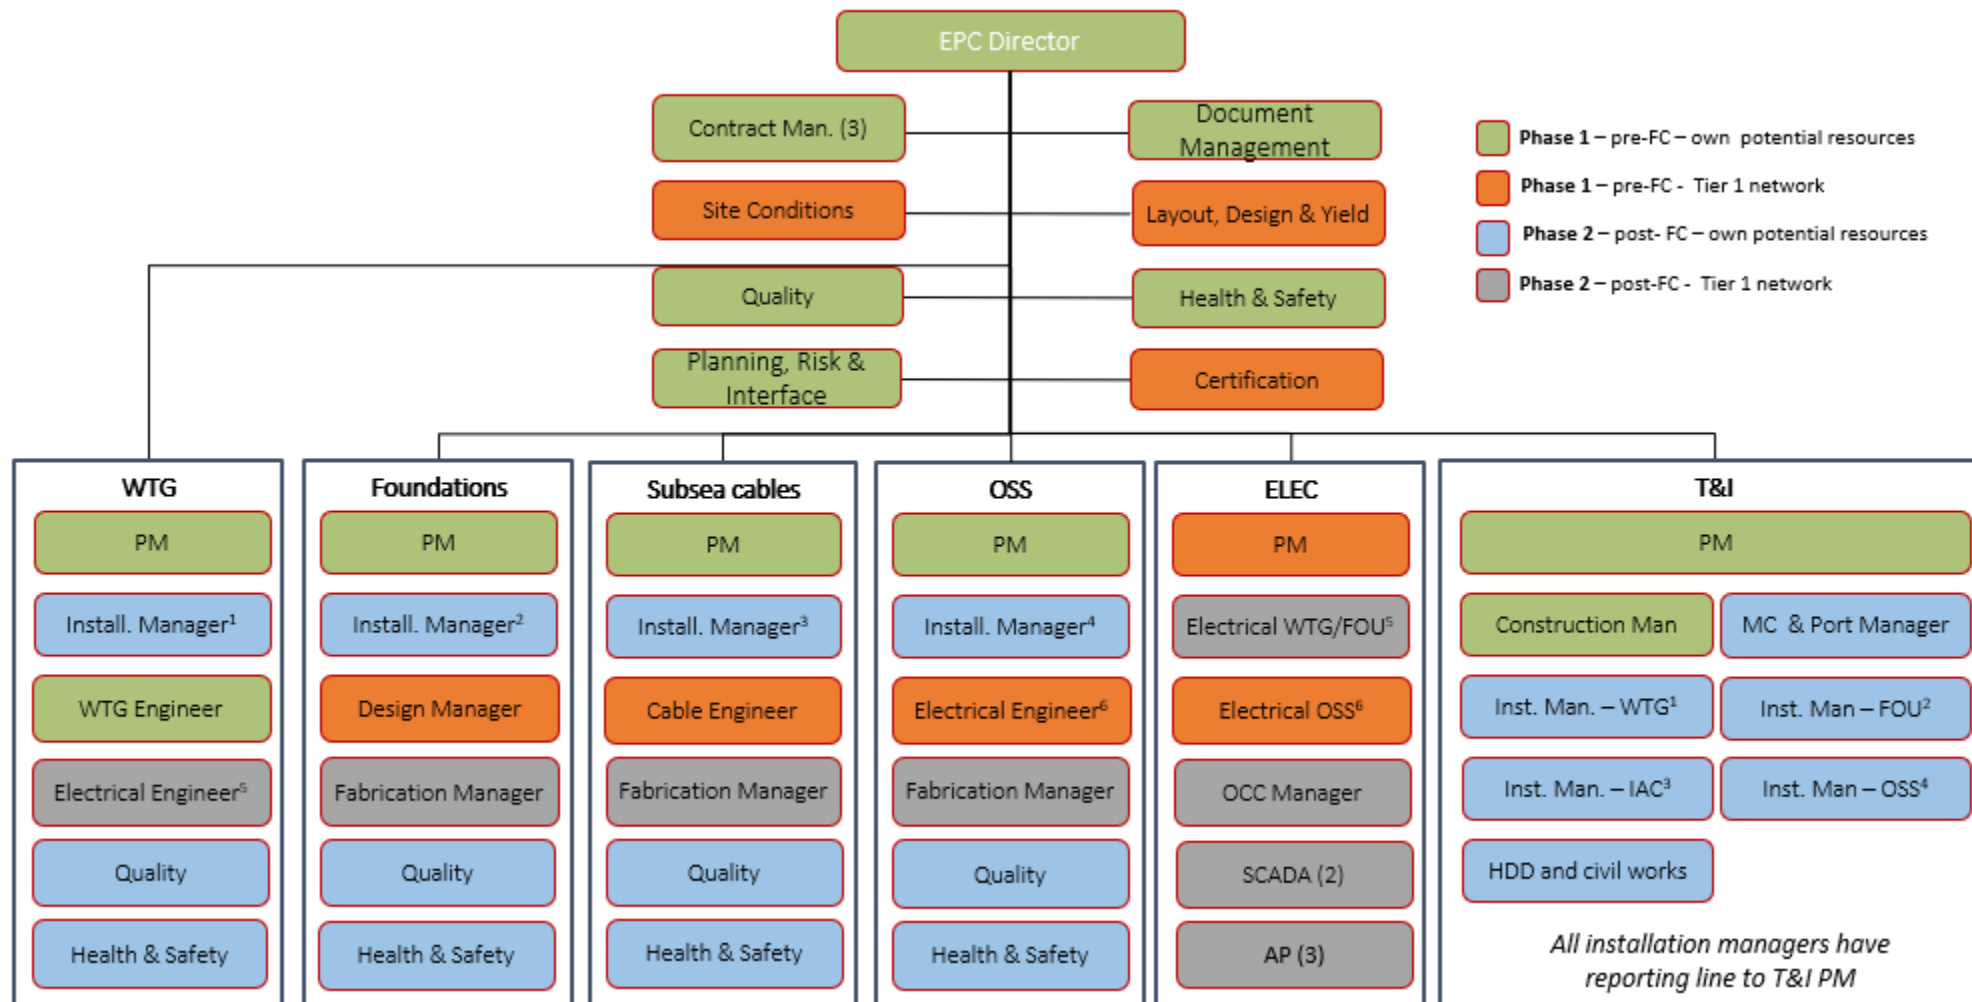 EPC Director
Contract Man. (3)
Document
Management
Site Conditions
Layout, Design & Yield
Quality
Health & Safety
Planning, Risk &
Interface
Certification
Phase 1 – pre-FC – own potential resources
Phase 1 – pre-FC - Tier 1 network
Phase 2 – post- FC – own potential resources
Phase 2 – post-FC - Tier 1 network
WTG
PM
Install. Manager¹
WTG Engineer
Electrical Engineer⁵
Quality
Health & Safety
Foundations
PM
Install. Manager²
Design Manager
Fabrication Manager
Quality
Health & Safety
Subsea cables
PM
Install. Manager³
Cable Engineer
Fabrication Manager
Quality
Health & Safety
OSS
PM
Install. Manager⁴
Electrical Engineer⁶
Fabrication Manager
Quality
Health & Safety
ELEC
PM
Electrical WTG/FOU⁵
Electrical OSS⁶
OCC Manager
SCADA (2)
AP (3)
T&I
PM
Construction Man
MC & Port Manager
Inst. Man. – WTG¹
Inst. Man – FOU²
Inst. Man. – IAC³
Inst. Man – OSS⁴
HDD and civil works
All installation managers have
reporting line to T&I PM